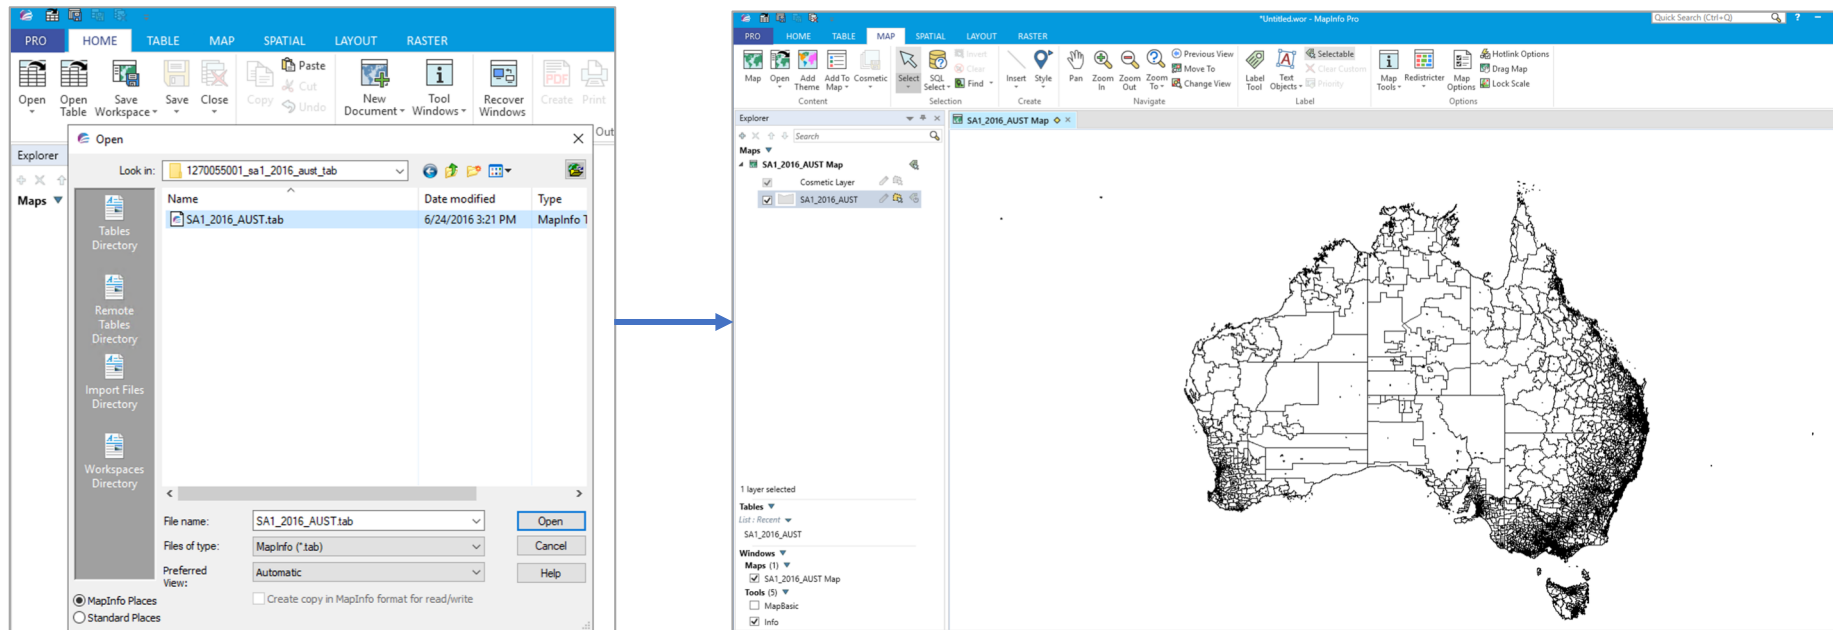 PRO HOME TABLE MAP SPATIAL LAYOUT RASTER
Open
Open Table
Save Workspace
Save
Close
Copy
Paste
Cut
Undo
New Document
Tool Windows
Recover Windows
Create
Print
Out
Explorer
Maps
Open
Look in: 1270055001_sa1_2016_aust_tab
Name Date modified Type
SA1_2016_AUST.tab 6/24/2016 3:21 PM MapInfo T
Tables Directory
Remote Tables Directory
Import Files Directory
Workspaces Directory
File name: SA1_2016_AUST.tab Open
Files of type: MapInfo (*.tab) Cancel
Preferred View: Automatic Help
Create copy in MapInfo format for read/write
MapInfo Places
Standard Places
*Untitled.wor - MapInfo Pro
Quick Search (Ctrl+Q)
?
PRO HOME TABLE MAP SPATIAL LAYOUT RASTER
Map
Open
Add Theme
Add To Map
Cosmetic
Content
Select
SQL Select
Invert
Clear
Find
Selection
Insert
Style
Create
Pan
Zoom In
Zoom Out
Zoom To
Previous View
Move To
Change View
Navigate
Label Tool
Text Objects
Selectable
Clear Custom
Priority
Label
Map Tools
Redistricter
Map Options
Hotlink Options
Drag Map
Lock Scale
Options
Explorer
Search
Maps
SA1_2016_AUST Map
Cosmetic Layer
SA1_2016_AUST
1 layer selected
Tables
List : Recent
SA1_2016_AUST
Windows
Maps (1)
SA1_2016_AUST Map
Tools (5)
MapBasic
Info
SA1_2016_AUST Map